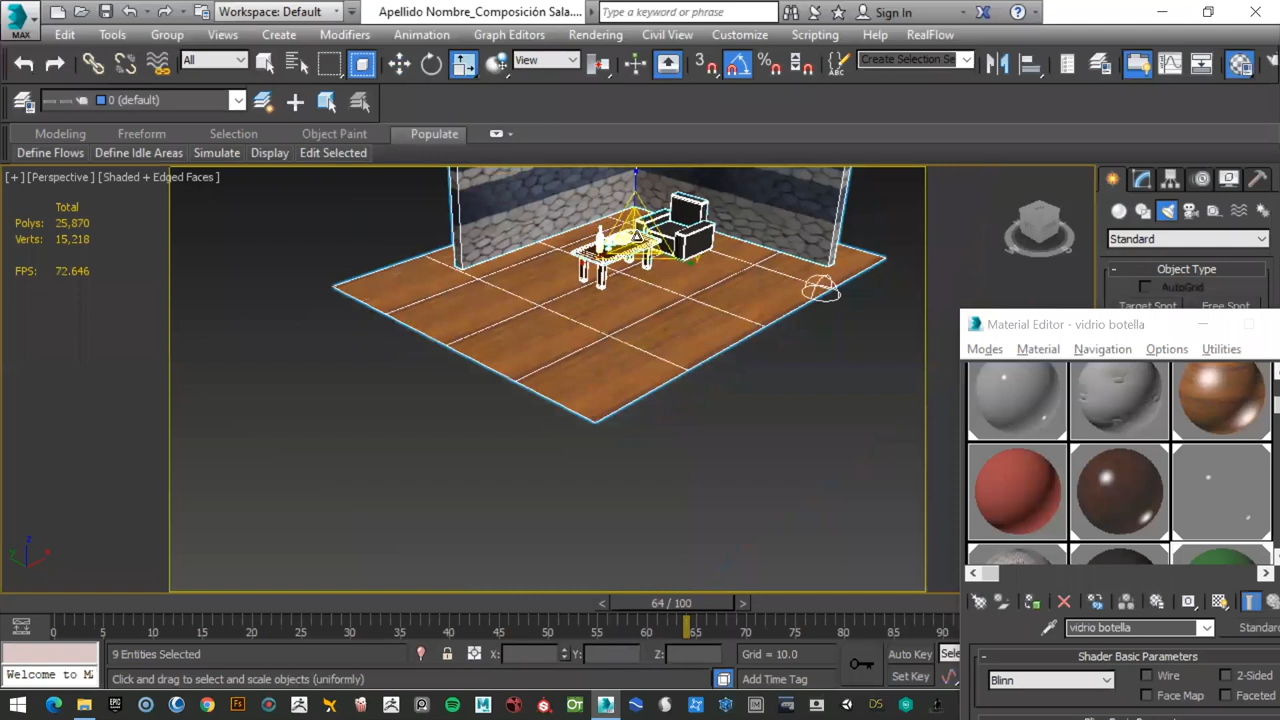 MAX Workspace: Default Apellido Nombre_Composición Sala.... Type a keyword or phrase Sign In
Edit Tools Group Views Create Modifiers Animation Graph Editors Rendering Civil View Customize Scripting Help RealFlow
All View 3 Create Selection Se
0 (default)
Modeling Freeform Selection Object Paint Populate
Define Flows Define Idle Areas Simulate Display Edit Selected
[+] [Perspective ] [Shaded + Edged Faces ]
Total
Polys: 25,870
Verts: 15,218
FPS: 72.646
Standard
- Object Type
AutoGrid
Target Spot Free Spot
Material Editor - vidrio botella
Modes Material Navigation Options Utilities
< 64 / 100 >
0 5 10 15 20 25 30 35 40 45 50 55 60 65 70 75 80 85 90
vidrio botella Standard
9 Entities Selected X: Y: Z: Grid = 10.0 Auto Key Sele
Welcome to M Click and drag to select and scale objects (uniformly) Add Time Tag Set Key
- Shader Basic Parameters
Blinn Wire 2-Sided
Face Map Faceted